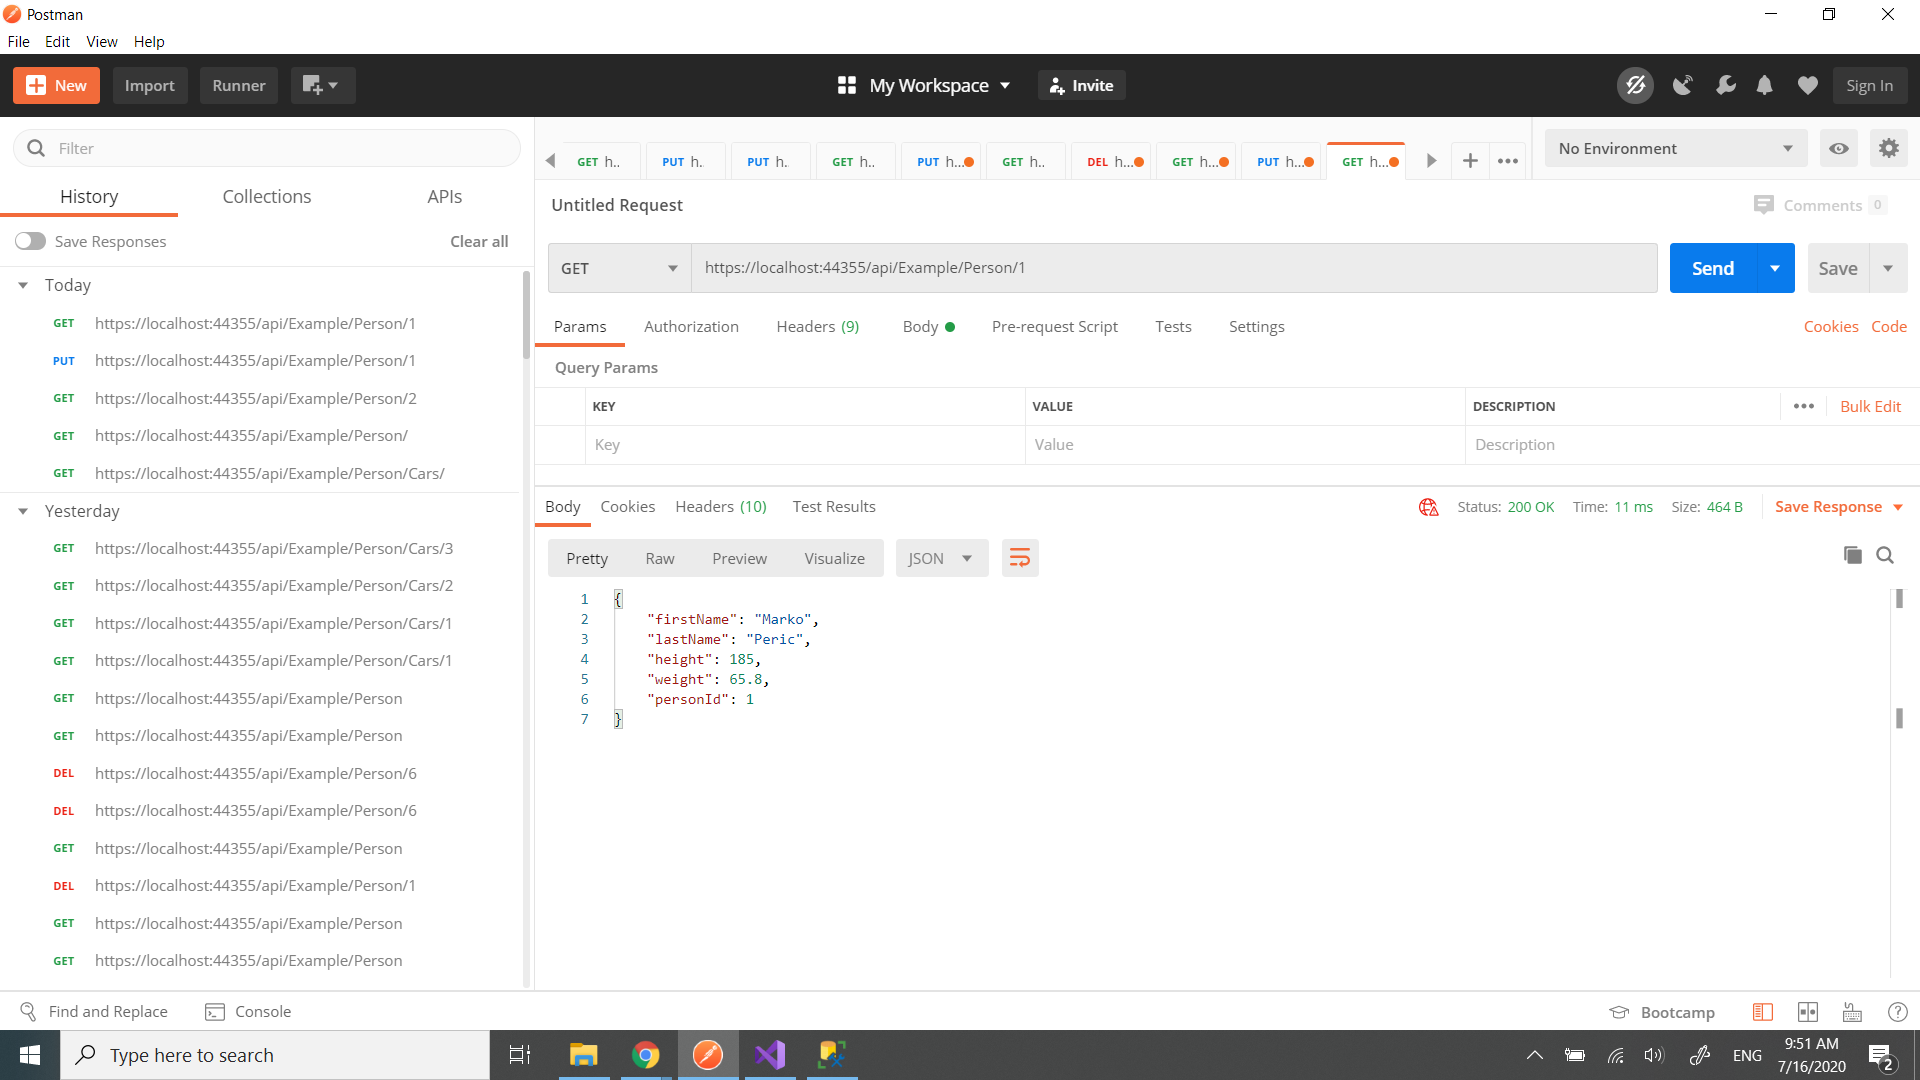 Postman
File Edit View Help
New Import Runner My Workspace Invite Sign In
Filter
History Collections APIs
Save Responses Clear all
Today
GET https://localhost:44355/api/Example/Person/1
PUT https://localhost:44355/api/Example/Person/1
GET https://localhost:44355/api/Example/Person/2
GET https://localhost:44355/api/Example/Person/
GET https://localhost:44355/api/Example/Person/Cars/
Yesterday
GET https://localhost:44355/api/Example/Person/Cars/3
GET https://localhost:44355/api/Example/Person/Cars/2
GET https://localhost:44355/api/Example/Person/Cars/1
GET https://localhost:44355/api/Example/Person/Cars/1
GET https://localhost:44355/api/Example/Person
GET https://localhost:44355/api/Example/Person
DEL https://localhost:44355/api/Example/Person/6
DEL https://localhost:44355/api/Example/Person/6
GET https://localhost:44355/api/Example/Person
DEL https://localhost:44355/api/Example/Person/1
GET https://localhost:44355/api/Example/Person
GET https://localhost:44355/api/Example/Person
GET h.. PUT h. PUT h. GET h.. PUT h... GET h.. DEL h... GET h... PUT h... GET h... No Environment
Untitled Request Comments 0
GET https://localhost:44355/api/Example/Person/1 Send Save
Params Authorization Headers (9) Body Pre-request Script Tests Settings Cookies Code
Query Params
KEY VALUE DESCRIPTION Bulk Edit
Key Value Description
Body Cookies Headers (10) Test Results Status: 200 OK Time: 11 ms Size: 464 B Save Response
Pretty Raw Preview Visualize JSON
1 {
2 "firstName": "Marko",
3 "lastName": "Peric",
4 "height": 185,
5 "weight": 65.8,
6 "personId": 1
7 }
Find and Replace Console Bootcamp
Type here to search ENG 9:51 AM
7/16/2020 2